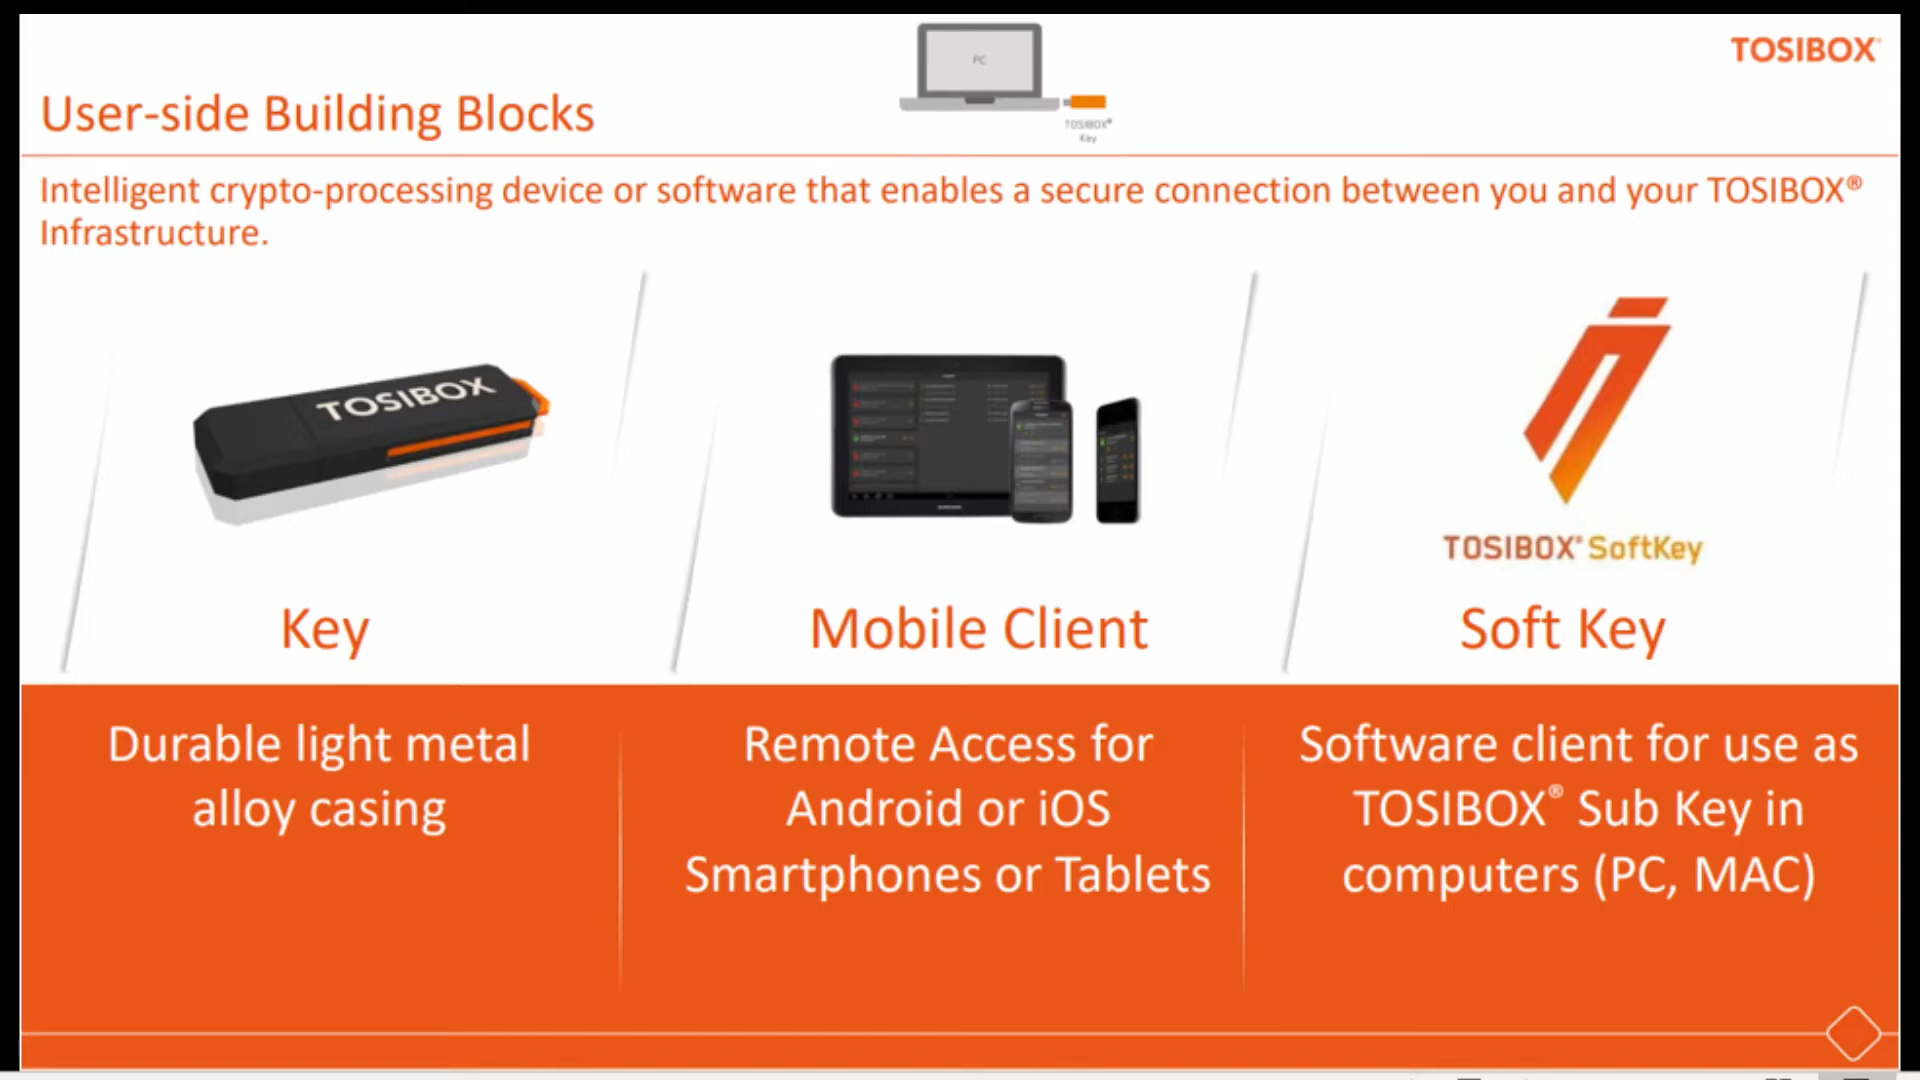 PC
TOSIBOX
User-side Building Blocks
TOSIBOX®
Key
Intelligent crypto-processing device or software that enables a secure connection between you and your TOSIBOX®
Infrastructure.
TOSIBOX
TOSIBOX® SoftKey
Key
Mobile Client
Soft Key
Durable light metal
alloy casing
Remote Access for
Android or iOS
Smartphones or Tablets
Software client for use as
TOSIBOX® Sub Key in
computers (PC, MAC)